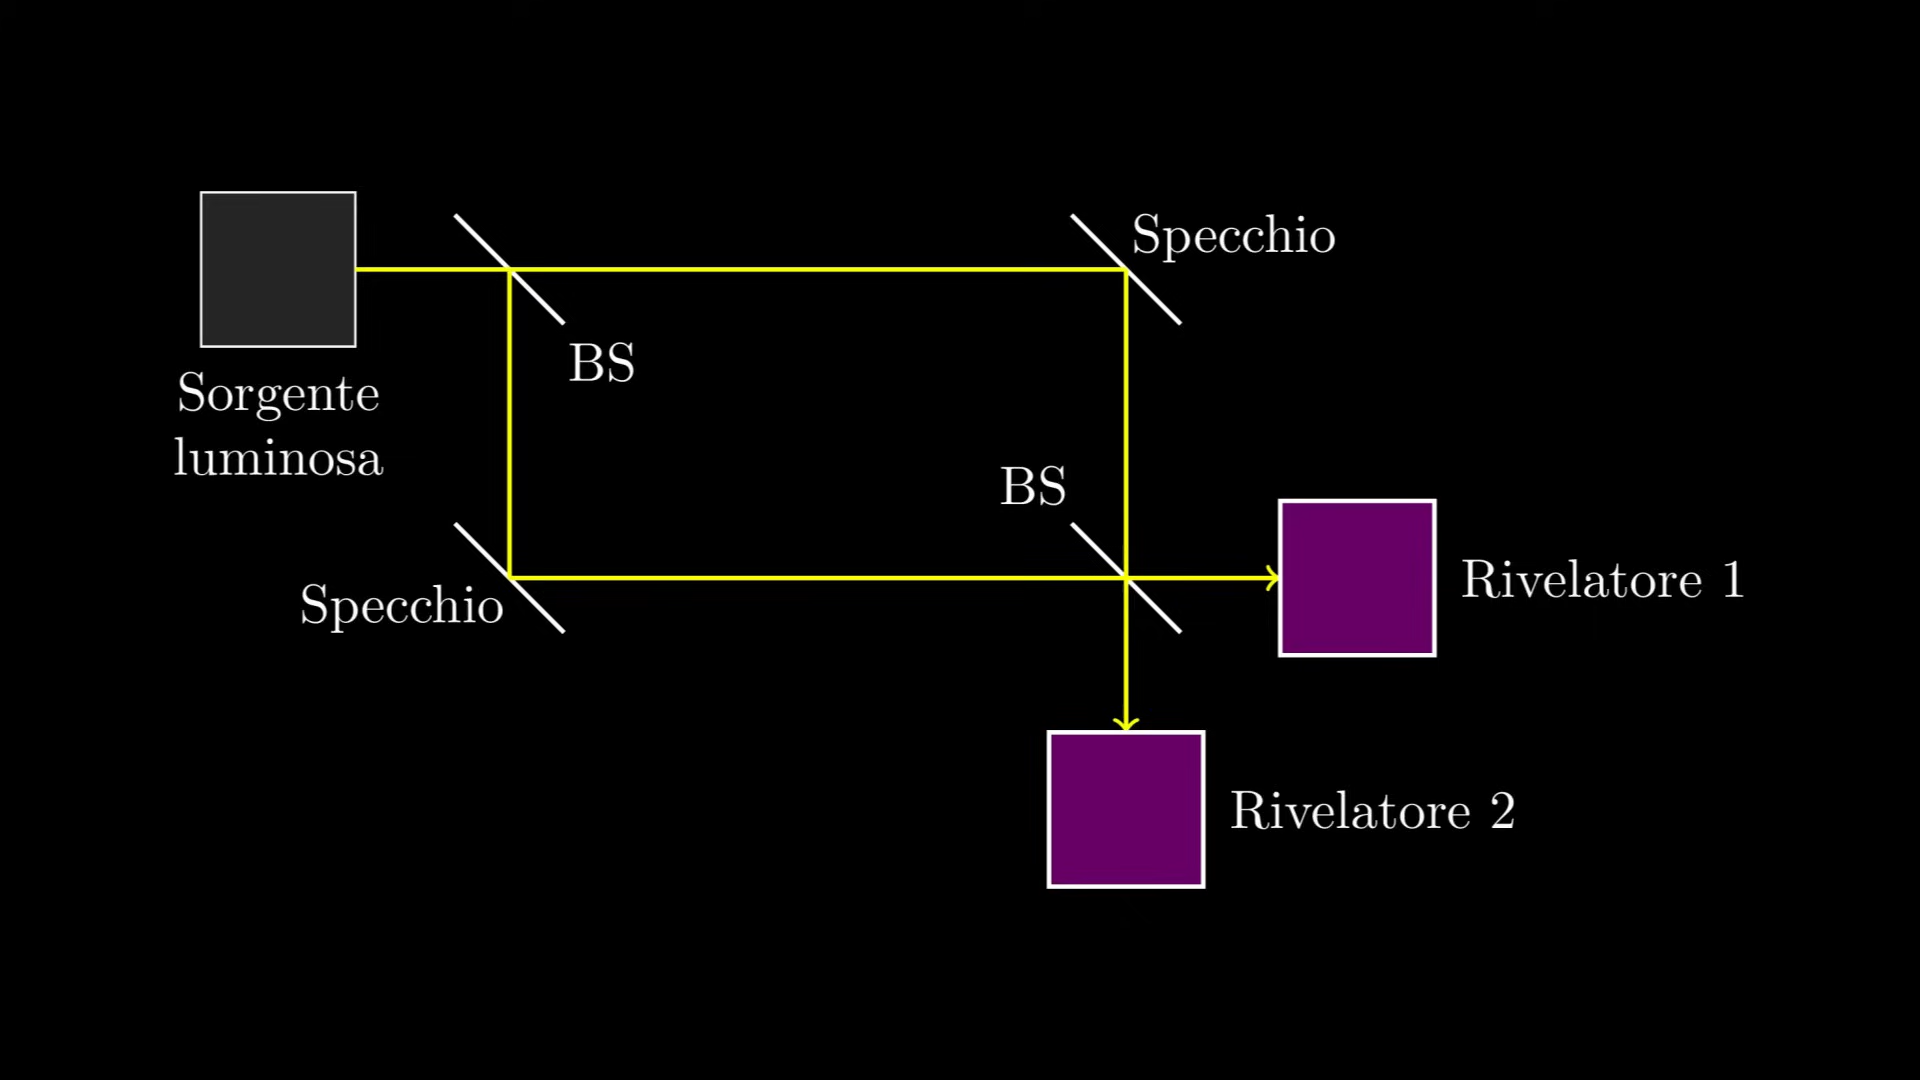 Specchio
BS
Sorgente
luminosa
BS
Specchio
Rivelatore 1
Rivelatore 2